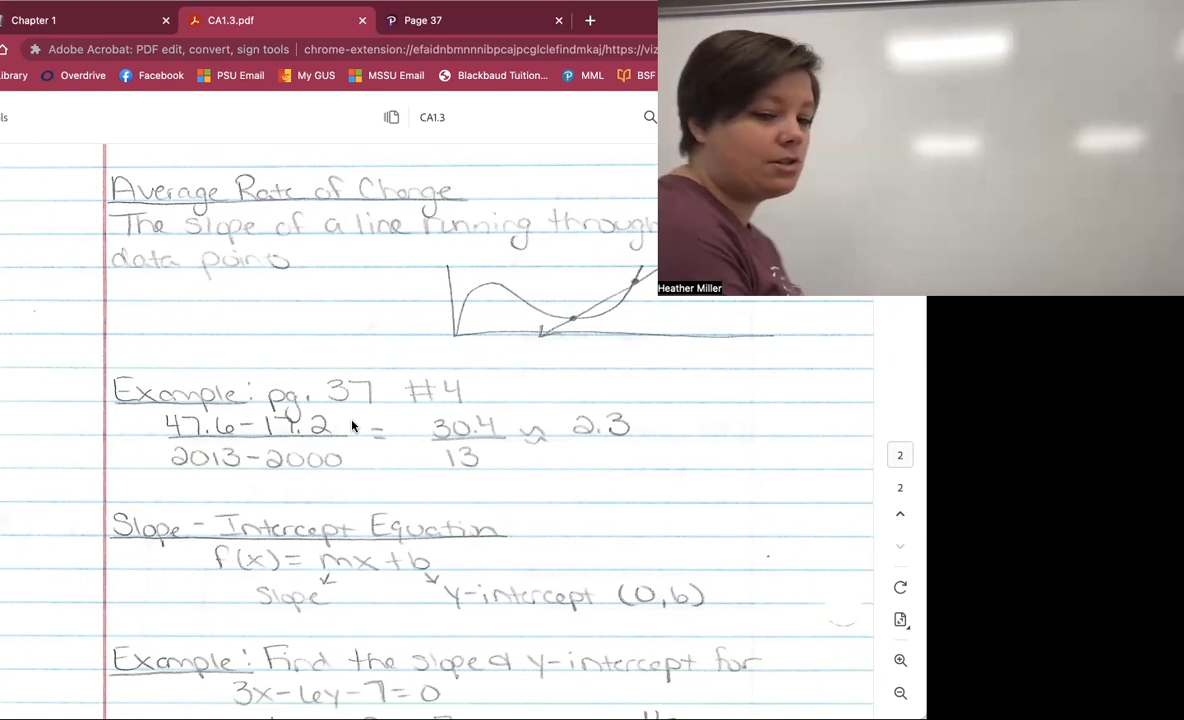 Chapter 1
CA1.3.pdf
Page 37
Adobe Acrobat: PDF edit, convert, sign tools
chrome-extension://efaidnbmnnnibpcajpcglclefindmkaj/https://viz
ibrary
Overdrive
Facebook
PSU Email
My GUS
MSSU Email
Blackbaud Tuition...
MML
BSF
ls
CA1.3
Heather Miller
Average Rate of Change
The slope of a line running through
data points
Example: pg. 37 #4
47.6-17.2 = 30.4 ≈ 2.3
2013-2000 13
Slope - Intercept Equation
f(x) = mx + b
Slope y-intercept (0,b)
Example: Find the slope & y-intercept for
3x-6y-7=0
2
2